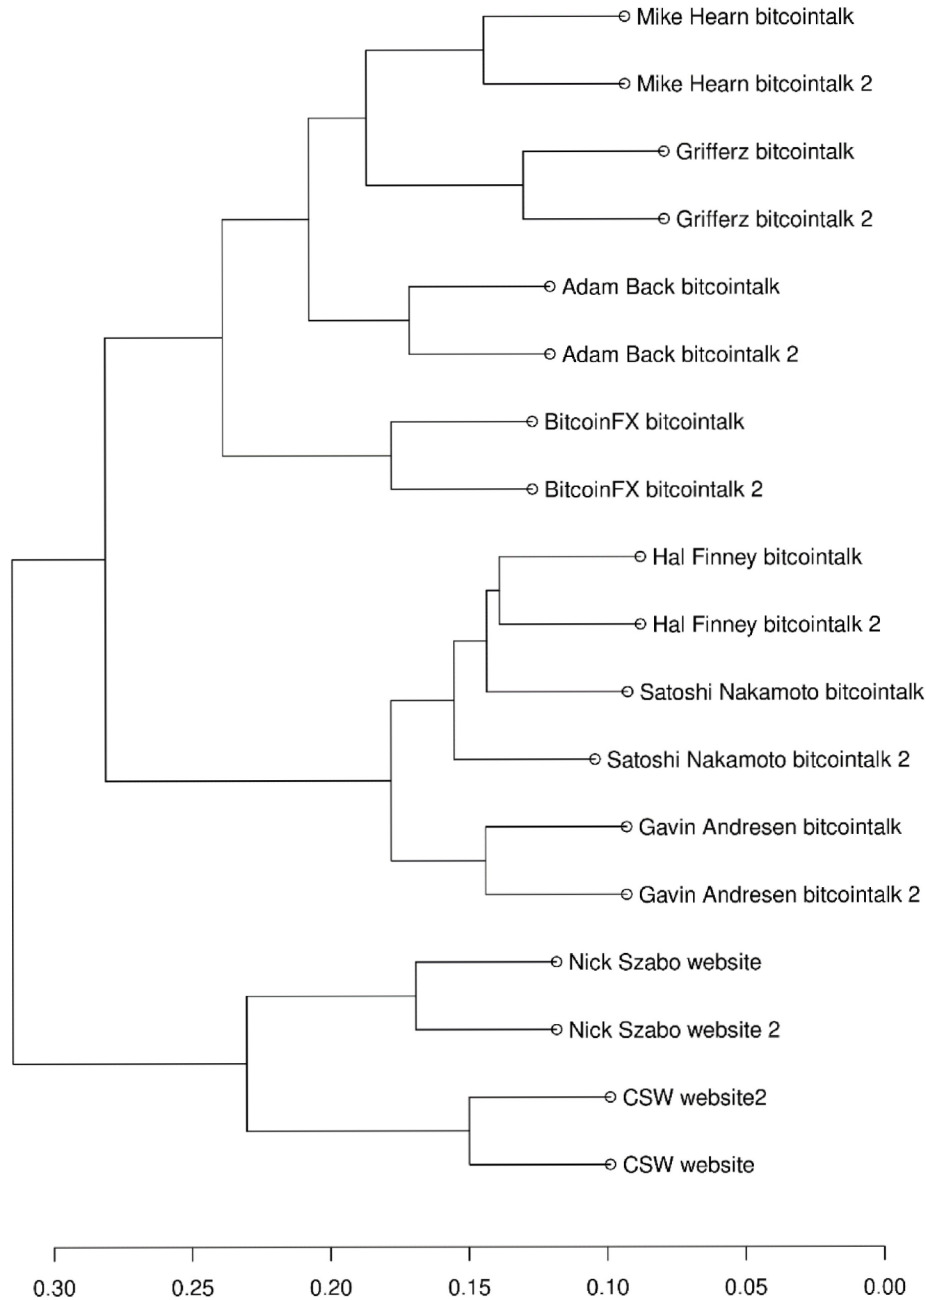 Mike Hearn bitcointalk
Mike Hearn bitcointalk 2
Grifferz bitcointalk
Grifferz bitcointalk 2
Adam Back bitcointalk
Adam Back bitcointalk 2
BitcoinFX bitcointalk
BitcoinFX bitcointalk 2
Hal Finney bitcointalk
Hal Finney bitcointalk 2
Satoshi Nakamoto bitcointalk
Satoshi Nakamoto bitcointalk 2
Gavin Andresen bitcointalk
Gavin Andresen bitcointalk 2
Nick Szabo website
Nick Szabo website 2
CSW website2
CSW website
0.30 0.25 0.20 0.15 0.10 0.05 0.00